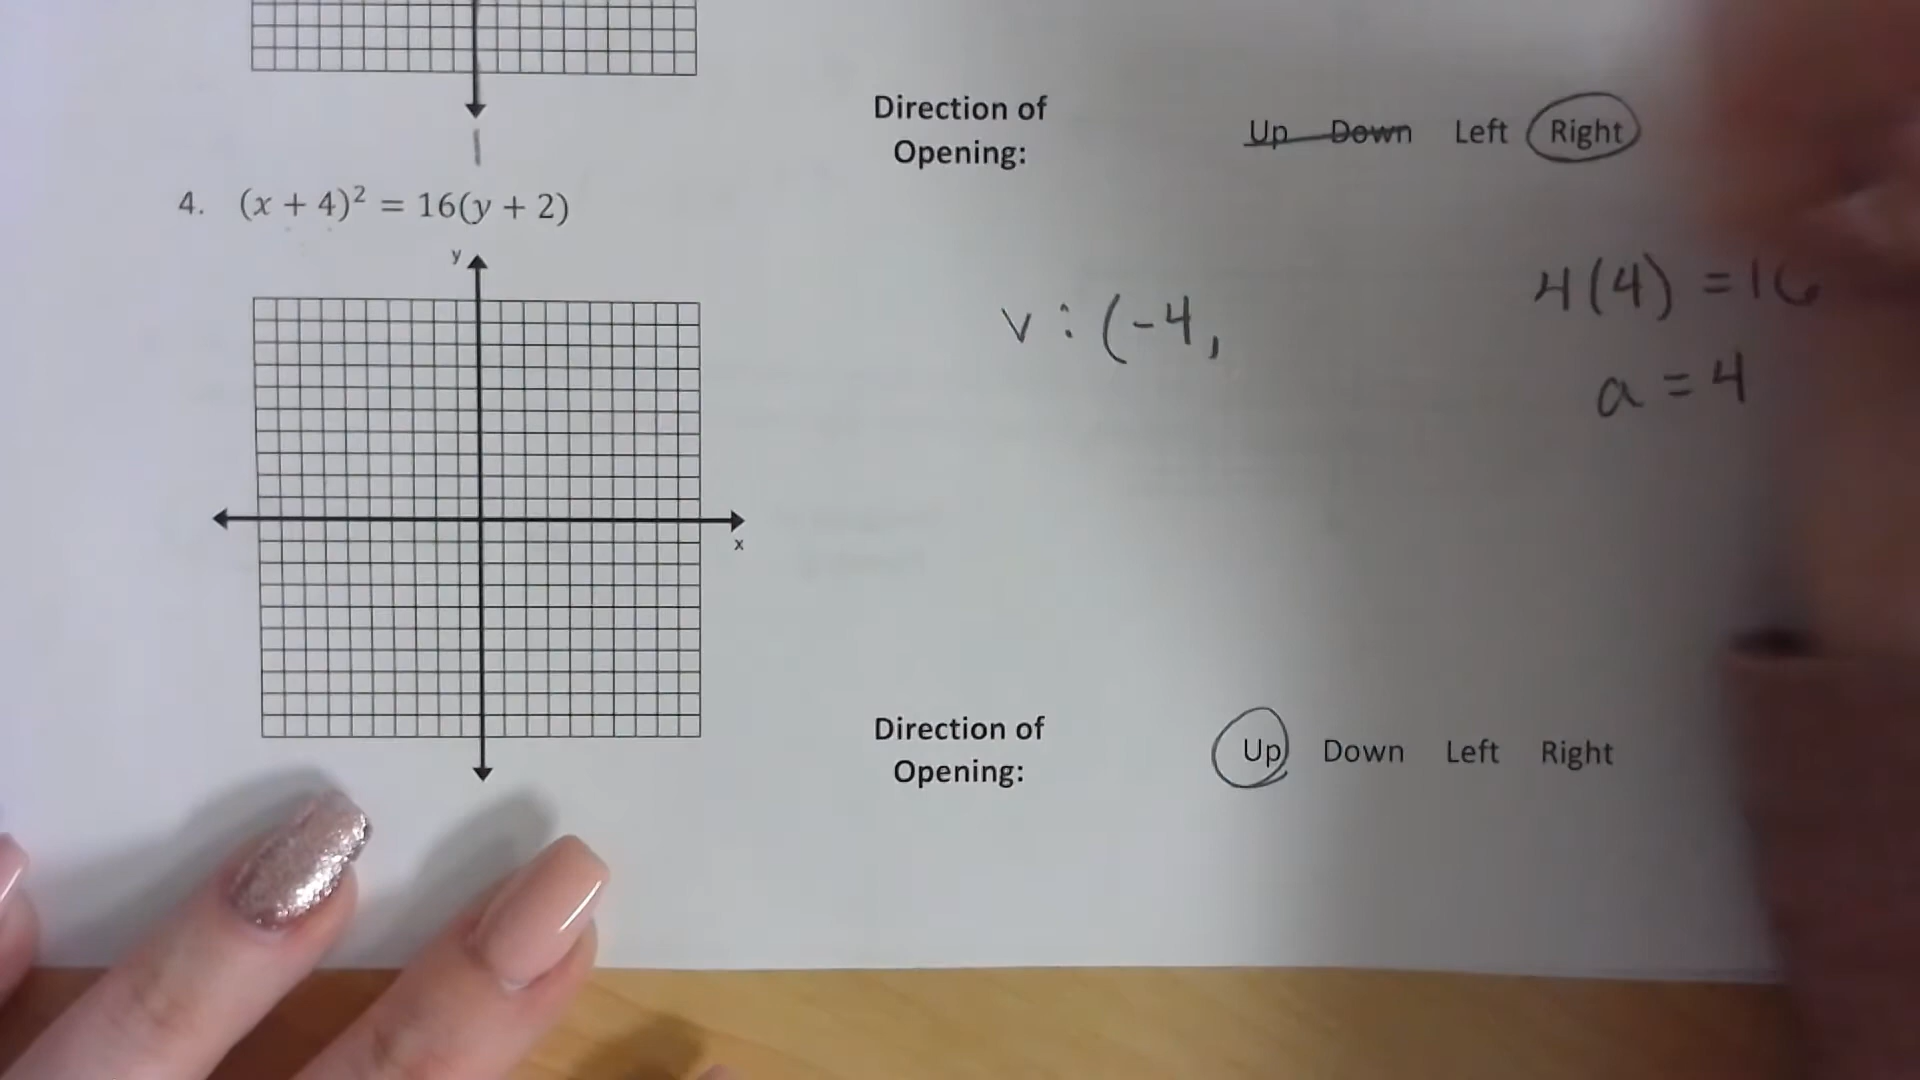 Direction of
Opening:
Up Down Left Right
4. (x + 4)² = 16(y + 2)
y
x
v : (-4,
4(4) = 16
a = 4
Direction of
Opening:
Up Down Left Right